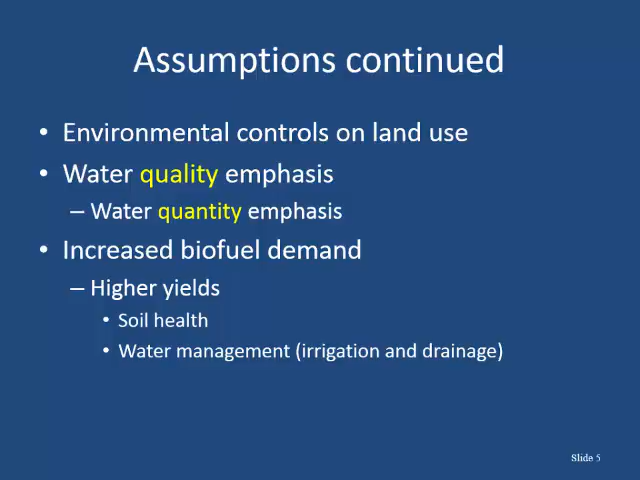 Assumptions continued
• Environmental controls on land use
• Water quality emphasis
– Water quantity emphasis
• Increased biofuel demand
– Higher yields
• Soil health
• Water management (irrigation and drainage)
Slide 5